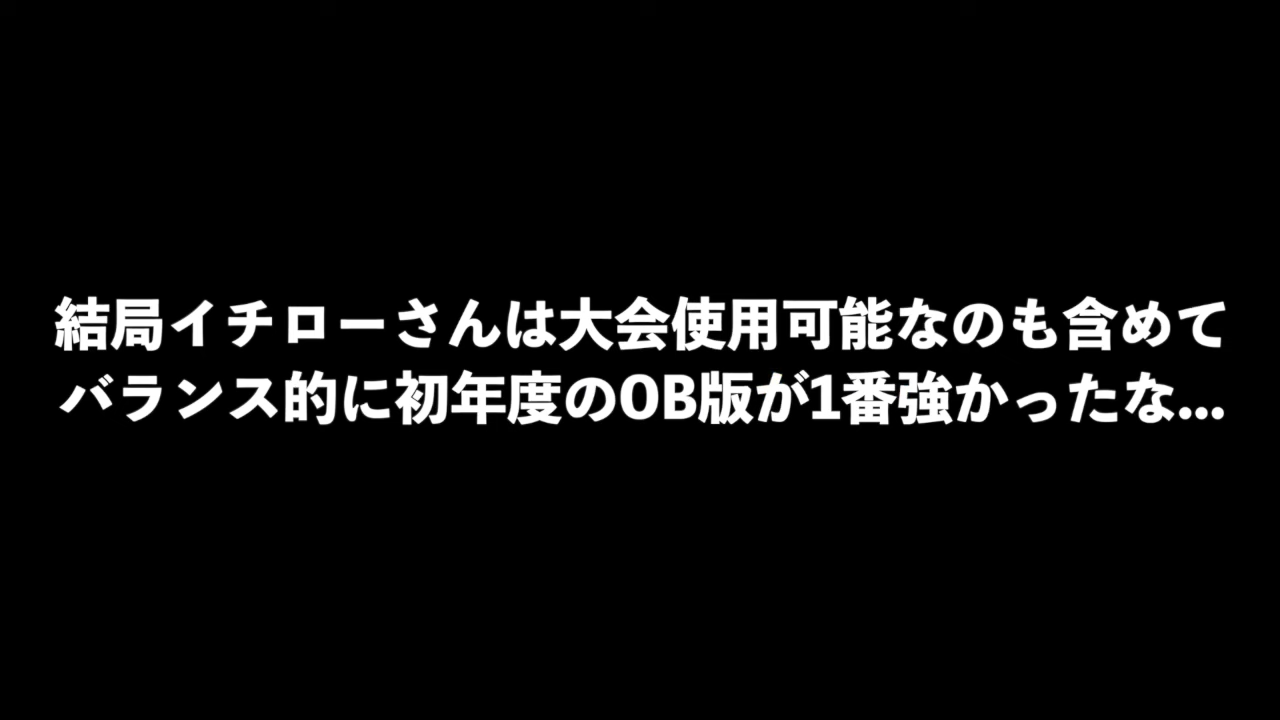 結局イチローさんは大会使用可能なのも含めて
バランス的に初年度のOB版が1番強かったな...